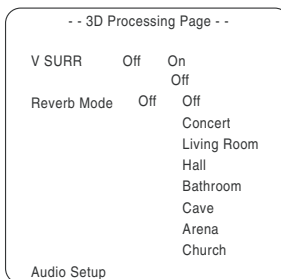 - - 3D Processing Page - -
V SURR Off On
Off
Reverb Mode Off Off
Concert
Living Room
Hall
Bathroom
Cave
Arena
Church
Audio Setup